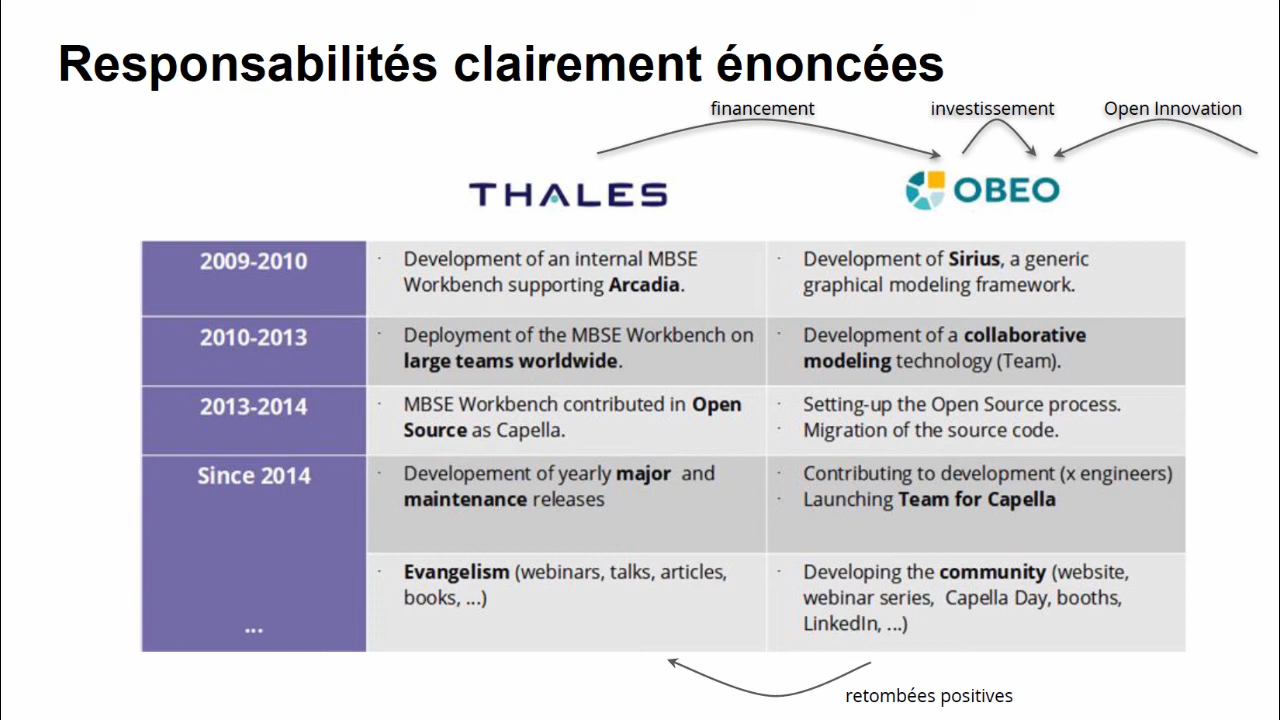 Responsabilités clairement énoncées
financement
investissement
Open Innovation
THALES
OBEO
2009-2010
· Development of an internal MBSE
Workbench supporting Arcadia.
· Development of Sirius, a generic
graphical modeling framework.
2010-2013
· Deployment of the MBSE Workbench on
large teams worldwide.
· Development of a collaborative
modeling technology (Team).
2013-2014
· MBSE Workbench contributed in Open
Source as Capella.
· Setting-up the Open Source process.
· Migration of the source code.
Since 2014
· Developement of yearly major and
maintenance releases
· Contributing to development (x engineers)
· Launching Team for Capella
· Evangelism (webinars, talks, articles,
books, ...)
· Developing the community (website,
webinar series, Capella Day, booths,
LinkedIn, ...)
...
retombées positives